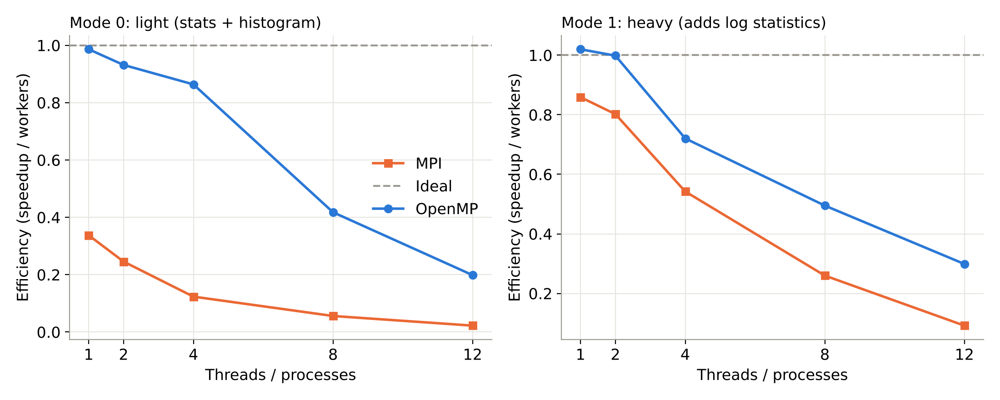 Mode 0: light (stats + histogram)
Efficiency (speedup / workers)
1.0
0.8
0.6
0.4
0.2
0.0
MPI
Ideal
OpenMP
1 2 4 8 12
Threads / processes
Mode 1: heavy (adds log statistics)
Efficiency (speedup / workers)
1.0
0.8
0.6
0.4
0.2
1 2 4 8 12
Threads / processes